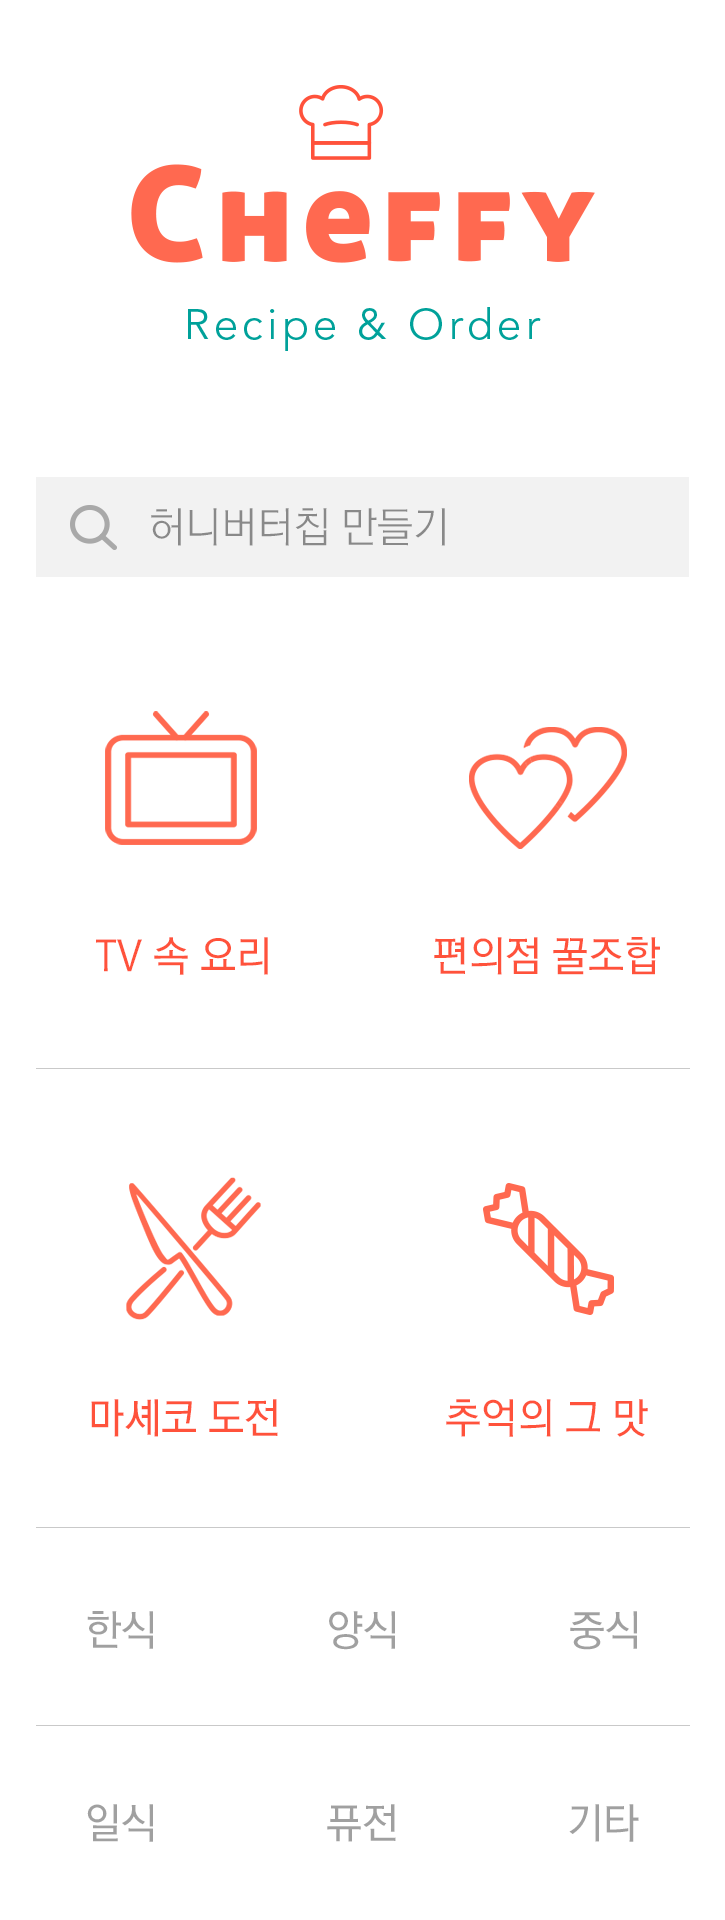 CHeFFY
Recipe & Order
허니버터칩 만들기
TV 속 요리
편의점 꿀조합
마셰코 도전
추억의 그 맛
한식
양식
중식
일식
퓨전
기타